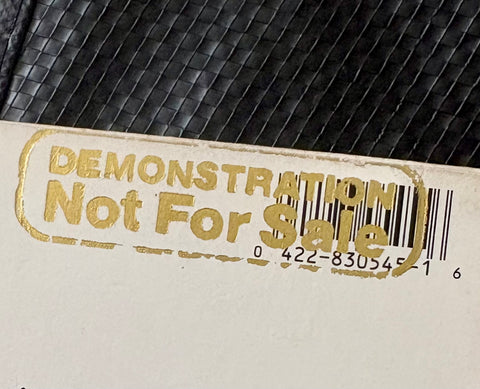 DEMONSTRATION
Not For Sale
0 422-830545-1 6